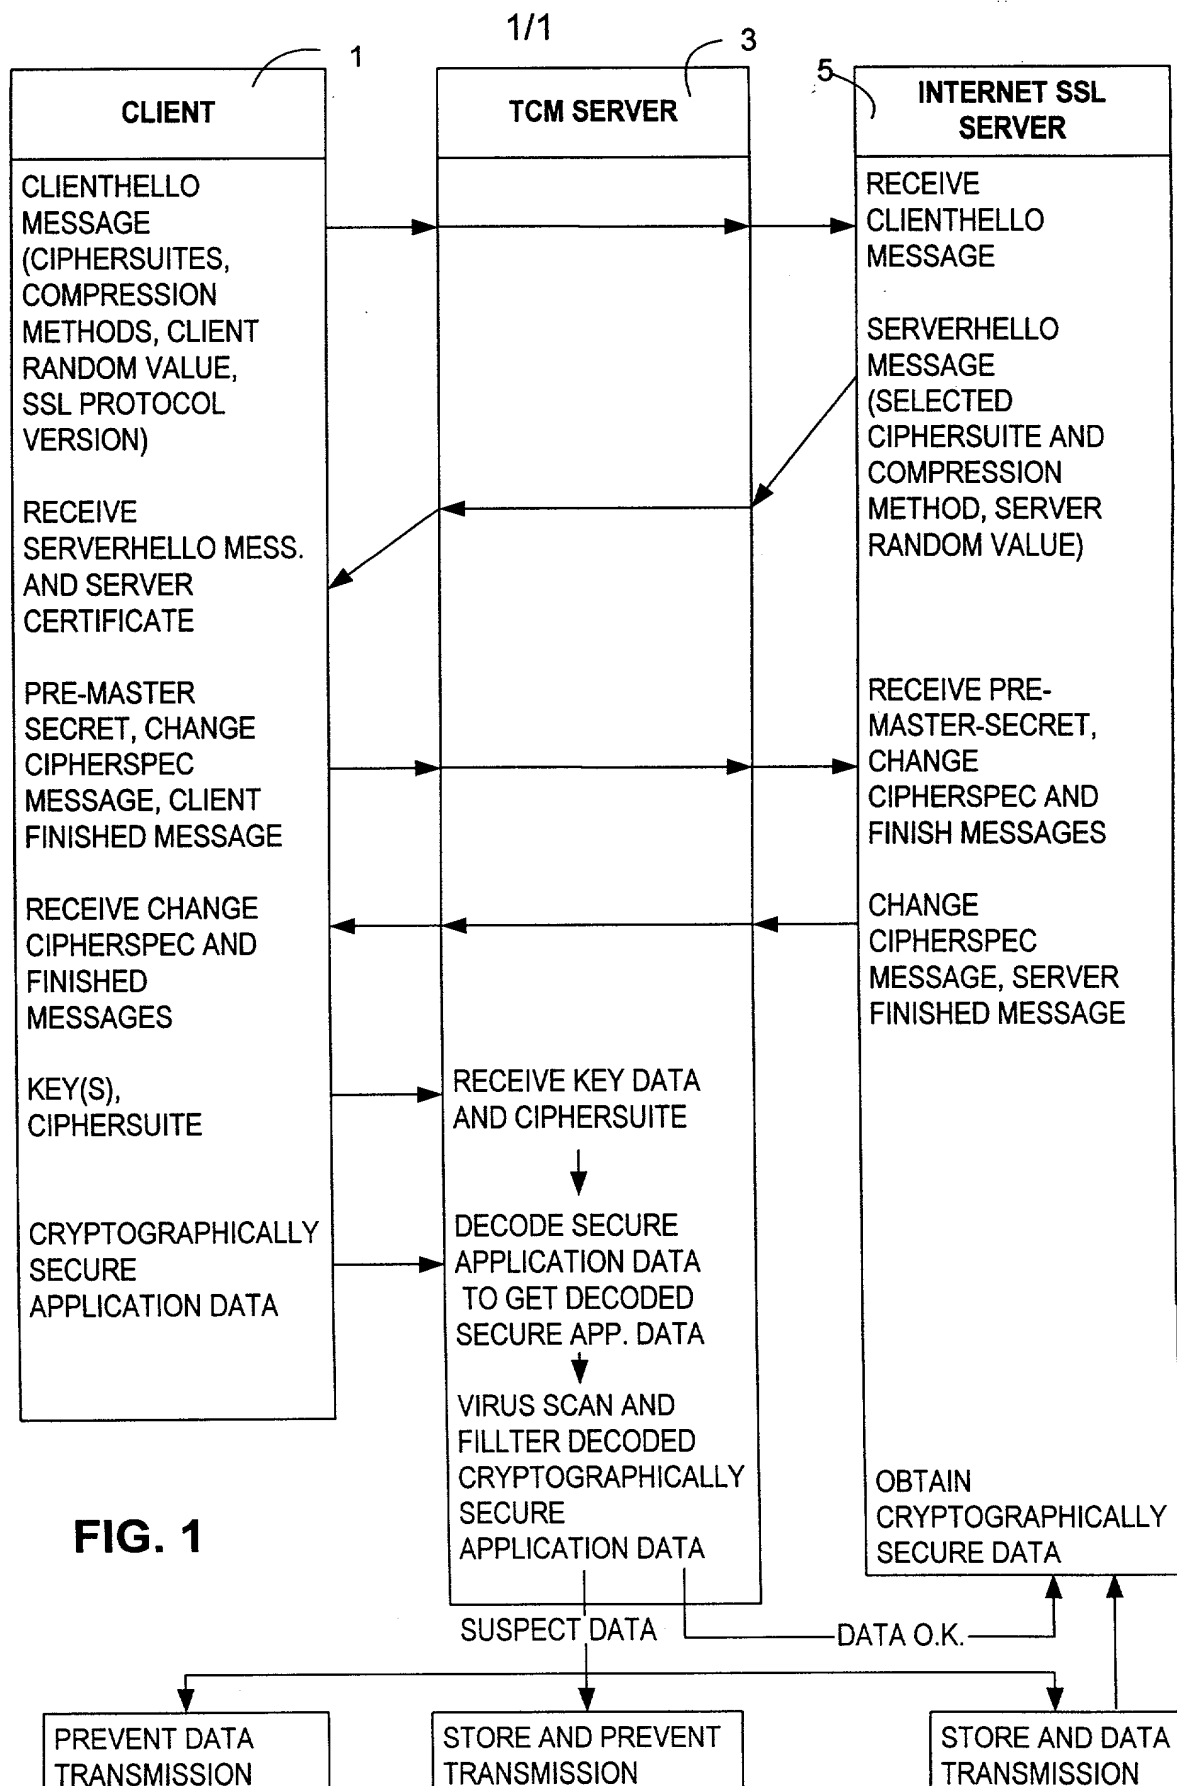 1/1
1
3
5
CLIENT
TCM SERVER
INTERNET SSL
SERVER
CLIENTHELLO
MESSAGE
(CIPHERSUITES,
COMPRESSION
METHODS, CLIENT
RANDOM VALUE,
SSL PROTOCOL
VERSION)
RECEIVE
SERVERHELLO MESS.
AND SERVER
CERTIFICATE
PRE-MASTER
SECRET, CHANGE
CIPHERSPEC
MESSAGE, CLIENT
FINISHED MESSAGE
RECEIVE CHANGE
CIPHERSPEC AND
FINISHED
MESSAGES
KEY(S),
CIPHERSUITE
CRYPTOGRAPHICALLY
SECURE
APPLICATION DATA
RECEIVE KEY DATA
AND CIPHERSUITE
DECODE SECURE
APPLICATION DATA
TO GET DECODED
SECURE APP. DATA
VIRUS SCAN AND
FILLTER DECODED
CRYPTOGRAPHICALLY
SECURE
APPLICATION DATA
RECEIVE
CLIENTHELLO
MESSAGE
SERVERHELLO
MESSAGE
(SELECTED
CIPHERSUITE AND
COMPRESSION
METHOD, SERVER
RANDOM VALUE)
RECEIVE PRE-
MASTER-SECRET,
CHANGE
CIPHERSPEC AND
FINISH MESSAGES
CHANGE
CIPHERSPEC
MESSAGE, SERVER
FINISHED MESSAGE
OBTAIN
CRYPTOGRAPHICALLY
SECURE DATA
FIG. 1
SUSPECT DATA
DATA O.K.
PREVENT DATA
TRANSMISSION
STORE AND PREVENT
TRANSMISSION
STORE AND DATA
TRANSMISSION